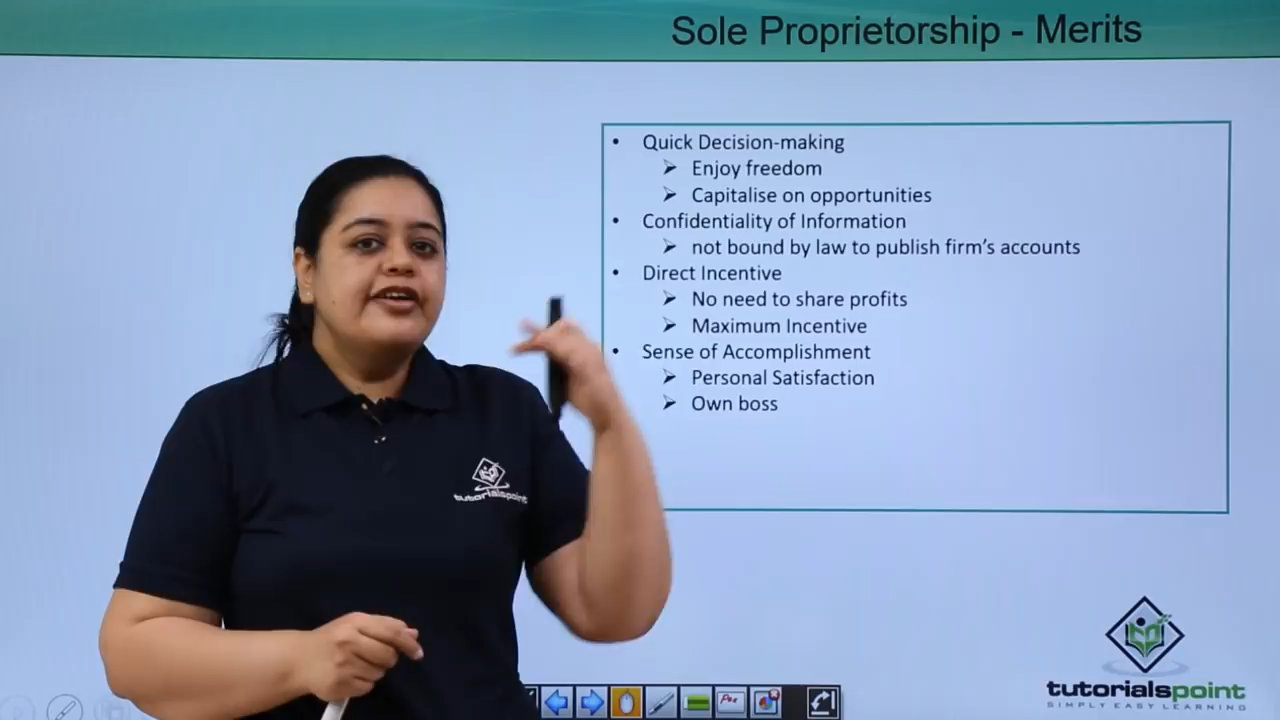 Sole Proprietorship - Merits
• Quick Decision-making
➢ Enjoy freedom
➢ Capitalise on opportunities
• Confidentiality of Information
➢ not bound by law to publish firm's accounts
• Direct Incentive
➢ No need to share profits
➢ Maximum Incentive
• Sense of Accomplishment
➢ Personal Satisfaction
➢ Own boss
tutorialspoint
tutorialspoint
SIMPLY EASY LEARNING